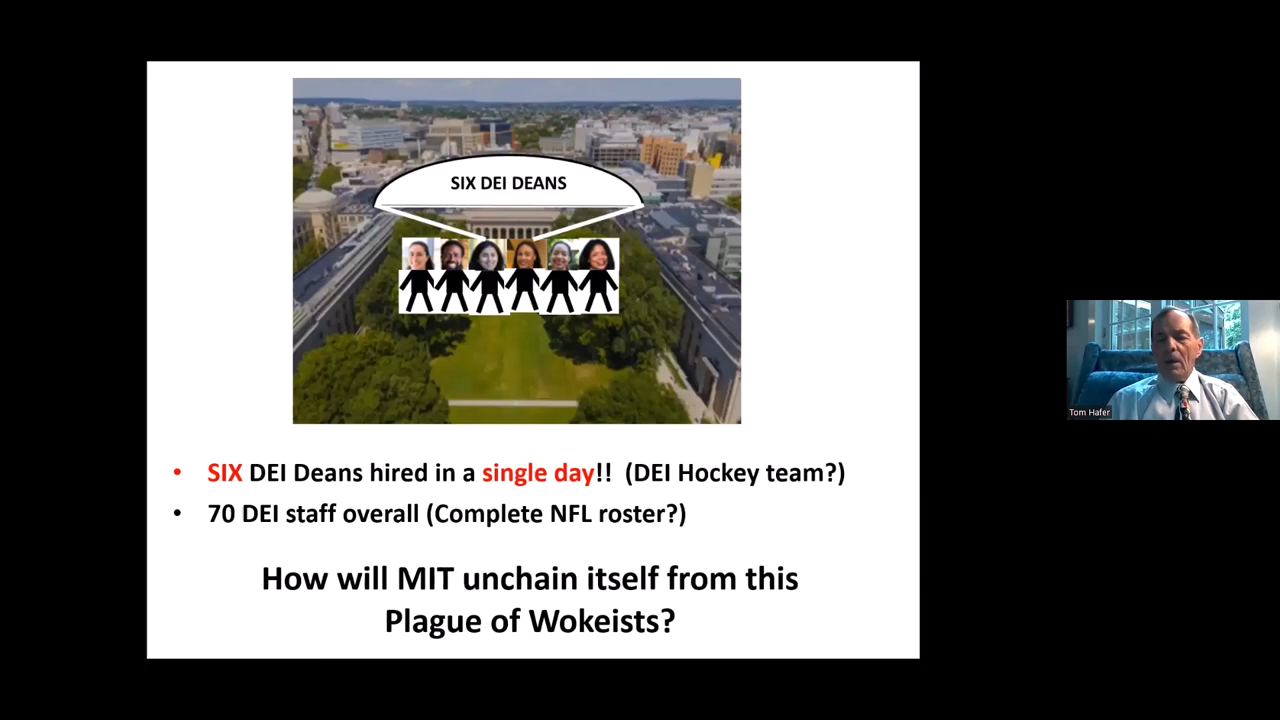 SIX DEI DEANS
• SIX DEI Deans hired in a single day!! (DEI Hockey team?)
• 70 DEI staff overall (Complete NFL roster?)
How will MIT unchain itself from this
Plague of Wokeists?
Tom Hafer